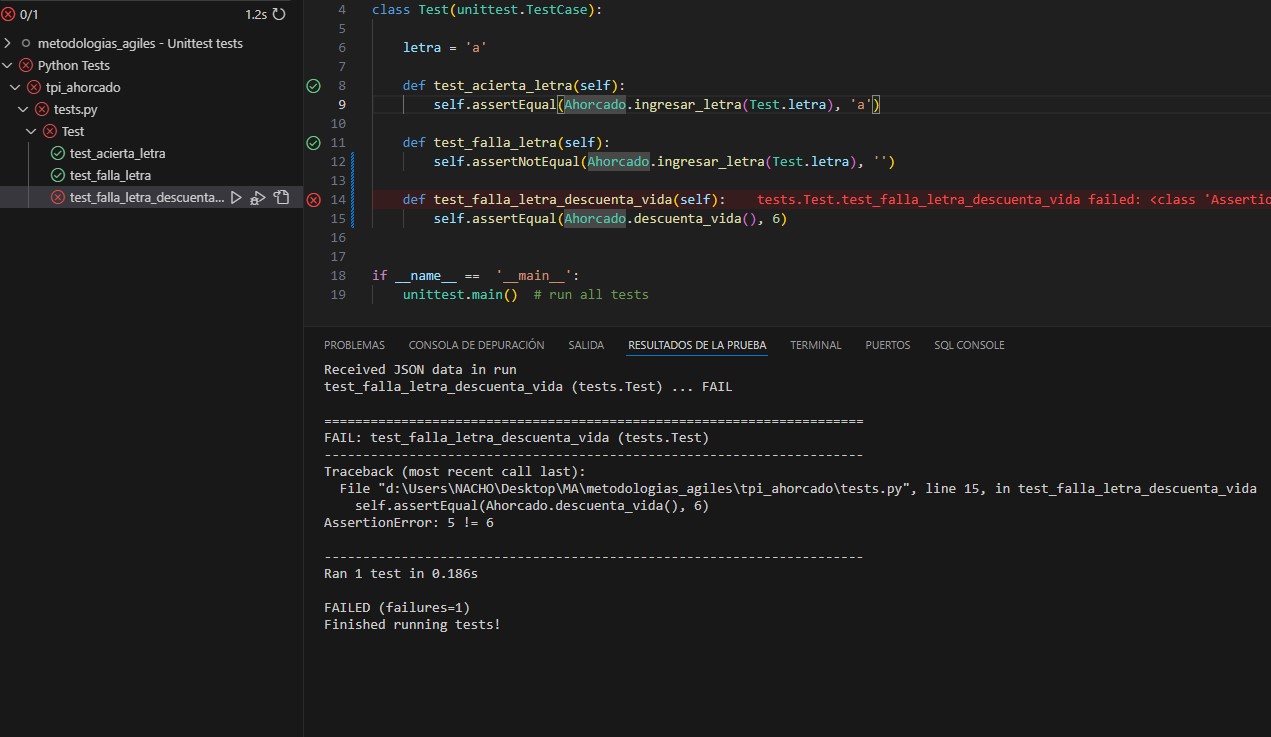 0/1 1.2s
metodologias_agiles - Unittest tests
Python Tests
tpi_ahorcado
tests.py
Test
test_acierta_letra
test_falla_letra
test_falla_letra_descuenta...
4 class Test(unittest.TestCase):
5
6 letra = 'a'
7
8 def test_acierta_letra(self):
9 self.assertEqual(Ahorcado.ingresar_letra(Test.letra), 'a')
10
11 def test_falla_letra(self):
12 self.assertNotEqual(Ahorcado.ingresar_letra(Test.letra), '')
13
14 def test_falla_letra_descuenta_vida(self): tests.Test.test_falla_letra_descuenta_vida failed: <class 'Assertio
15 self.assertEqual(Ahorcado.descuenta_vida(), 6)
16
17
18 if __name__ == '__main__':
19 unittest.main() # run all tests
PROBLEMAS CONSOLA DE DEPURACIÓN SALIDA RESULTADOS DE LA PRUEBA TERMINAL PUERTOS SQL CONSOLE
Received JSON data in run
test_falla_letra_descuenta_vida (tests.Test) ... FAIL
======================================================================
FAIL: test_falla_letra_descuenta_vida (tests.Test)
----------------------------------------------------------------------
Traceback (most recent call last):
File "d:\Users\NACHO\Desktop\MA\metodologias_agiles\tpi_ahorcado\tests.py", line 15, in test_falla_letra_descuenta_vida
self.assertEqual(Ahorcado.descuenta_vida(), 6)
AssertionError: 5 != 6
----------------------------------------------------------------------
Ran 1 test in 0.186s
FAILED (failures=1)
Finished running tests!